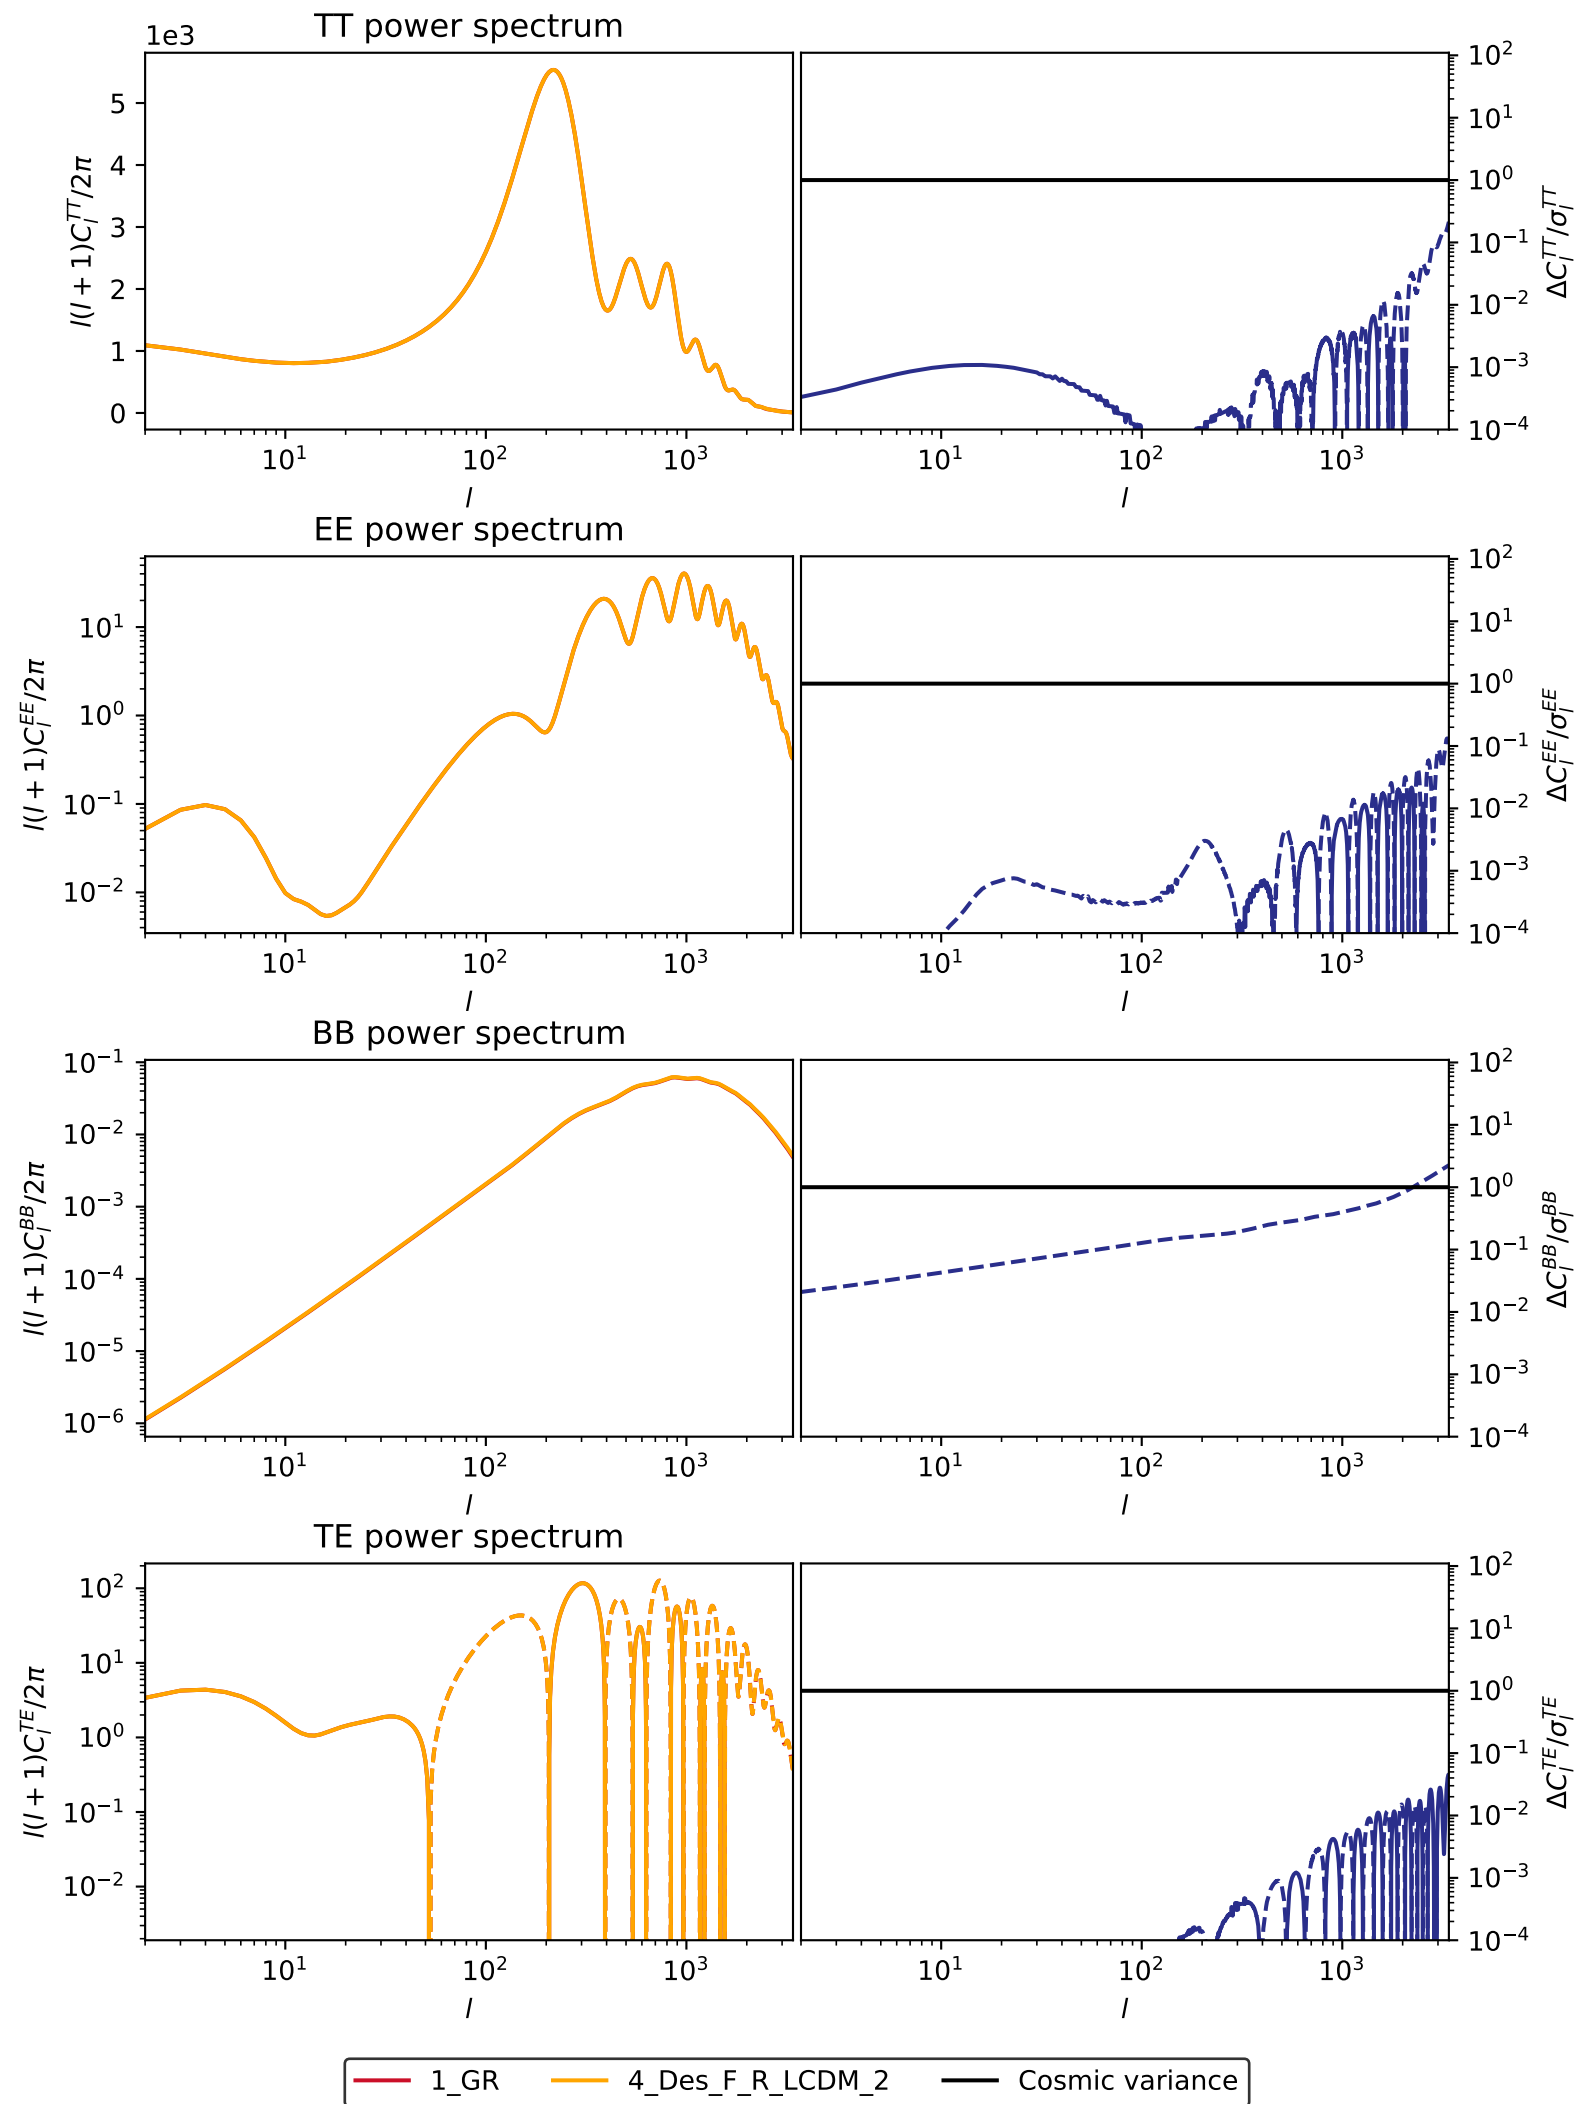 TT power spectrum
1e3
l(l + 1)C_l^{TT}/2π
5
4
3
2
1
0
10^1 10^2 10^3
l
10^1 10^2 10^3
l
10^2
10^1
10^0
10^{-1}
10^{-2}
10^{-3}
10^{-4}
ΔC_l^{TT}/σ_l^{TT}
EE power spectrum
l(l + 1)C_l^{EE}/2π
10^1
10^0
10^{-1}
10^{-2}
10^1 10^2 10^3
l
10^1 10^2 10^3
l
10^2
10^1
10^0
10^{-1}
10^{-2}
10^{-3}
10^{-4}
ΔC_l^{EE}/σ_l^{EE}
BB power spectrum
l(l + 1)C_l^{BB}/2π
10^{-1}
10^{-2}
10^{-3}
10^{-4}
10^{-5}
10^{-6}
10^1 10^2 10^3
l
10^1 10^2 10^3
l
10^2
10^1
10^0
10^{-1}
10^{-2}
10^{-3}
10^{-4}
ΔC_l^{BB}/σ_l^{BB}
TE power spectrum
l(l + 1)C_l^{TE}/2π
10^2
10^1
10^0
10^{-1}
10^{-2}
10^1 10^2 10^3
l
10^1 10^2 10^3
l
10^2
10^1
10^0
10^{-1}
10^{-2}
10^{-3}
10^{-4}
ΔC_l^{TE}/σ_l^{TE}
1_GR 4_Des_F_R_LCDM_2 Cosmic variance